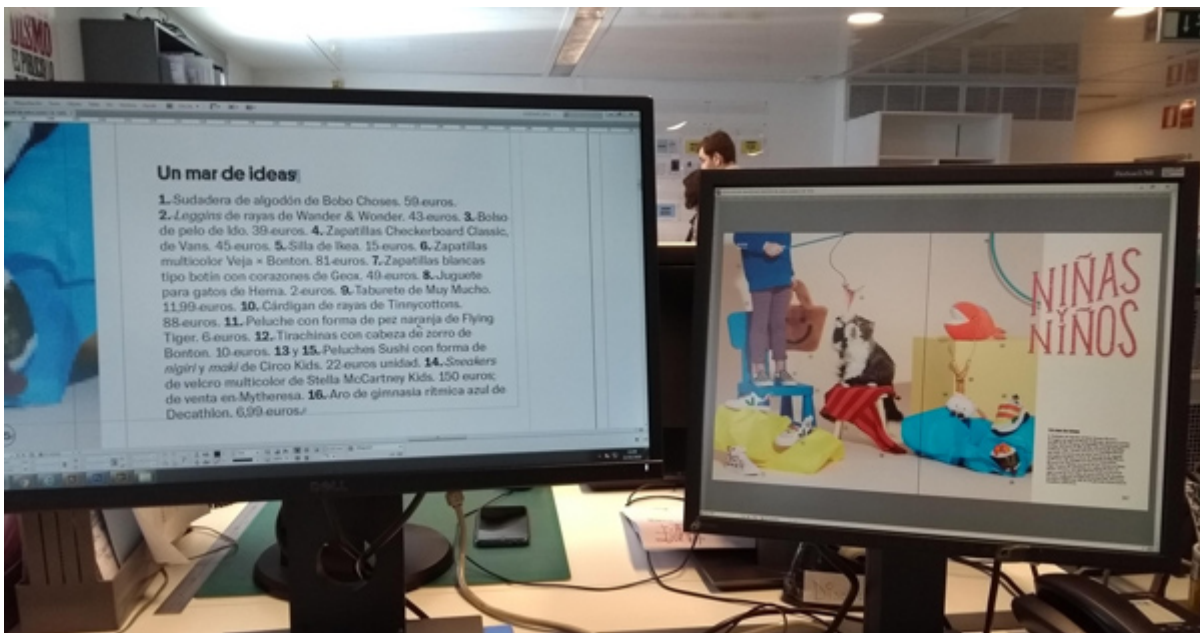 DISMO
Un mar de ideas
1. Sudadera de algodón de Bobo Choses. 59 euros.
2. Leggins de rayas de Wander & Wonder. 43 euros. 3. Bolso
de pelo de Ido. 39 euros. 4. Zapatillas Checkerboard Classic,
de Vans. 45 euros. 5. Silla de Ikea. 15 euros. 6. Zapatillas
multicolor Veja × Bonton. 81 euros. 7. Zapatillas blancas
tipo botín con corazones de Geox. 49 euros. 8. Juguete
para gatos de Hema. 2 euros. 9. Taburete de Muy Mucho.
11,99 euros. 10. Cárdigan de rayas de Tinnycottons.
88 euros. 11. Peluche con forma de pez naranja de Flying
Tiger. 6 euros. 12. Tirachinas con cabeza de zorro de
Bonton. 10 euros. 13 y 15. Peluches Sushi con forma de
nigiri y maki de Circo Kids. 22 euros unidad. 14. Sneakers
de velcro multicolor de Stella McCartney Kids. 150 euros;
de venta en Mytheresa. 16. Aro de gimnasia rítmica azul de
Decathlon. 6,99 euros.
DELL
NIÑAS
NIÑOS